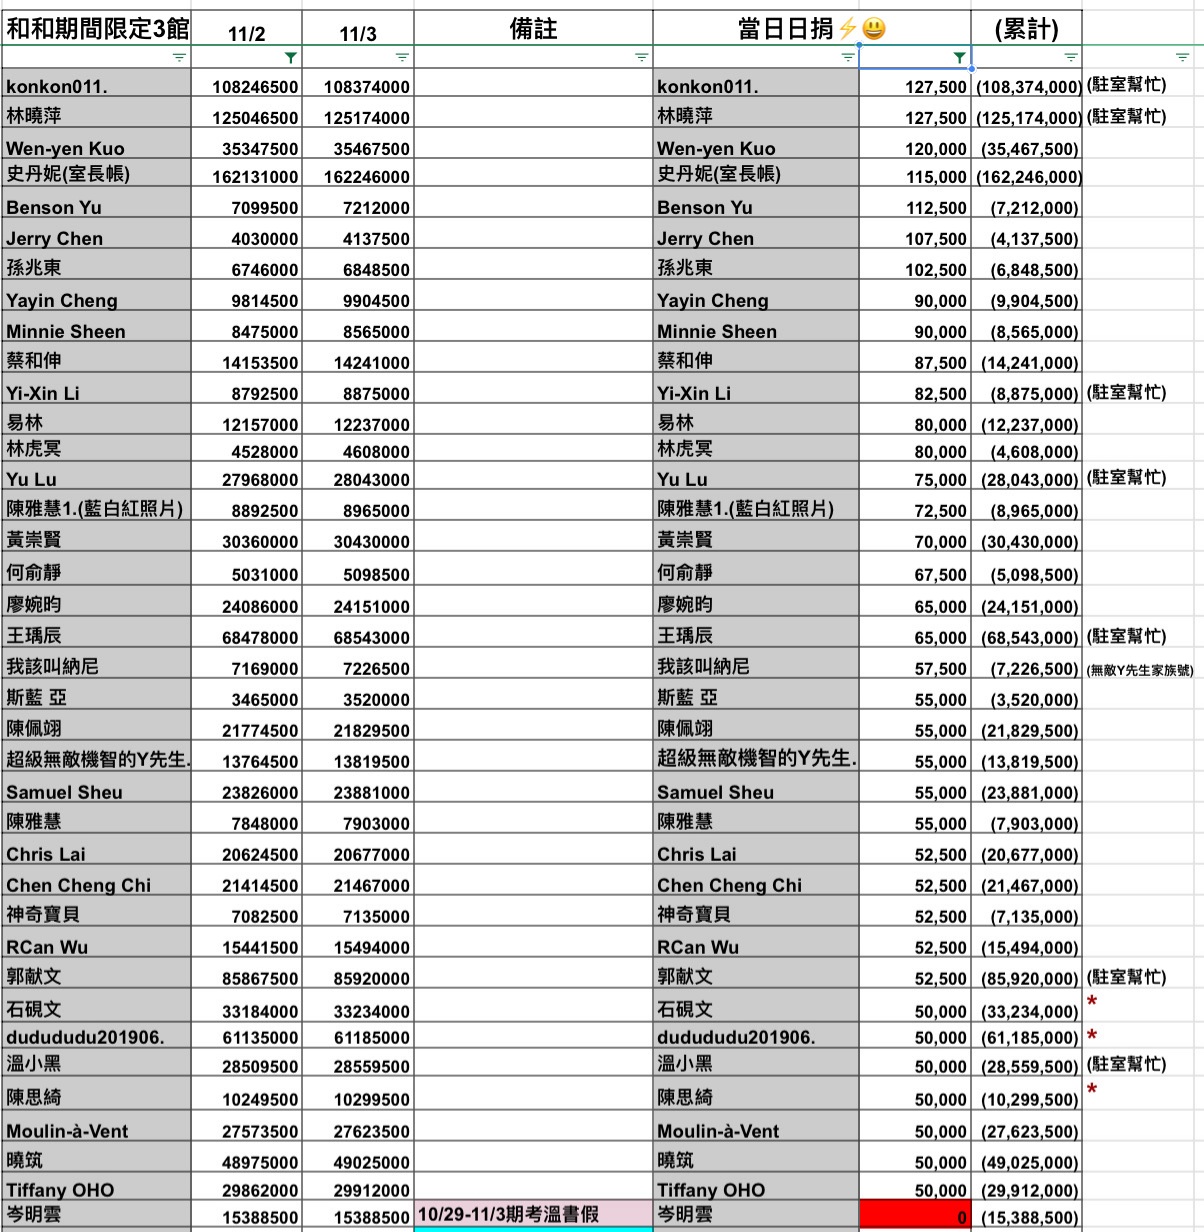 和和期間限定3館 11/2 11/3 備註 當日日捐⚡😃 (累計)
konkon011. 108246500 108374000 konkon011. 127,500 (108,374,000) (駐室幫忙)
林曉萍 125046500 125174000 林曉萍 127,500 (125,174,000) (駐室幫忙)
Wen-yen Kuo 35347500 35467500 Wen-yen Kuo 120,000 (35,467,500)
史丹妮(室長帳) 162131000 162246000 史丹妮(室長帳) 115,000 (162,246,000)
Benson Yu 7099500 7212000 Benson Yu 112,500 (7,212,000)
Jerry Chen 4030000 4137500 Jerry Chen 107,500 (4,137,500)
孫兆東 6746000 6848500 孫兆東 102,500 (6,848,500)
Yayin Cheng 9814500 9904500 Yayin Cheng 90,000 (9,904,500)
Minnie Sheen 8475000 8565000 Minnie Sheen 90,000 (8,565,000)
蔡和伸 14153500 14241000 蔡和伸 87,500 (14,241,000)
Yi-Xin Li 8792500 8875000 Yi-Xin Li 82,500 (8,875,000) (駐室幫忙)
易林 12157000 12237000 易林 80,000 (12,237,000)
林虎冥 4528000 4608000 林虎冥 80,000 (4,608,000)
Yu Lu 27968000 28043000 Yu Lu 75,000 (28,043,000) (駐室幫忙)
陳雅慧1.(藍白紅照片) 8892500 8965000 陳雅慧1.(藍白紅照片) 72,500 (8,965,000)
黃崇賢 30360000 30430000 黃崇賢 70,000 (30,430,000)
何俞靜 5031000 5098500 何俞靜 67,500 (5,098,500)
廖婉昀 24086000 24151000 廖婉昀 65,000 (24,151,000)
王瑀辰 68478000 68543000 王瑀辰 65,000 (68,543,000) (駐室幫忙)
我該叫納尼 7169000 7226500 我該叫納尼 57,500 (7,226,500) (無敵Y先生家族號)
斯藍 亞 3465000 3520000 斯藍 亞 55,000 (3,520,000)
陳佩翊 21774500 21829500 陳佩翊 55,000 (21,829,500)
超級無敵機智的Y先生. 13764500 13819500 超級無敵機智的Y先生. 55,000 (13,819,500)
Samuel Sheu 23826000 23881000 Samuel Sheu 55,000 (23,881,000)
陳雅慧 7848000 7903000 陳雅慧 55,000 (7,903,000)
Chris Lai 20624500 20677000 Chris Lai 52,500 (20,677,000)
Chen Cheng Chi 21414500 21467000 Chen Cheng Chi 52,500 (21,467,000)
神奇寶貝 7082500 7135000 神奇寶貝 52,500 (7,135,000)
RCan Wu 15441500 15494000 RCan Wu 52,500 (15,494,000)
郭献文 85867500 85920000 郭献文 52,500 (85,920,000) (駐室幫忙)
石硯文 33184000 33234000 石硯文 50,000 (33,234,000) *
dudududu201906. 61135000 61185000 dudududu201906. 50,000 (61,185,000) *
溫小黑 28509500 28559500 溫小黑 50,000 (28,559,500) (駐室幫忙)
陳思綺 10249500 10299500 陳思綺 50,000 (10,299,500) *
Moulin-à-Vent 27573500 27623500 Moulin-à-Vent 50,000 (27,623,500)
曉筑 48975000 49025000 曉筑 50,000 (49,025,000)
Tiffany OHO 29862000 29912000 Tiffany OHO 50,000 (29,912,000)
岑明雲 15388500 15388500 10/29-11/3期考溫書假 岑明雲 0 (15,388,500)